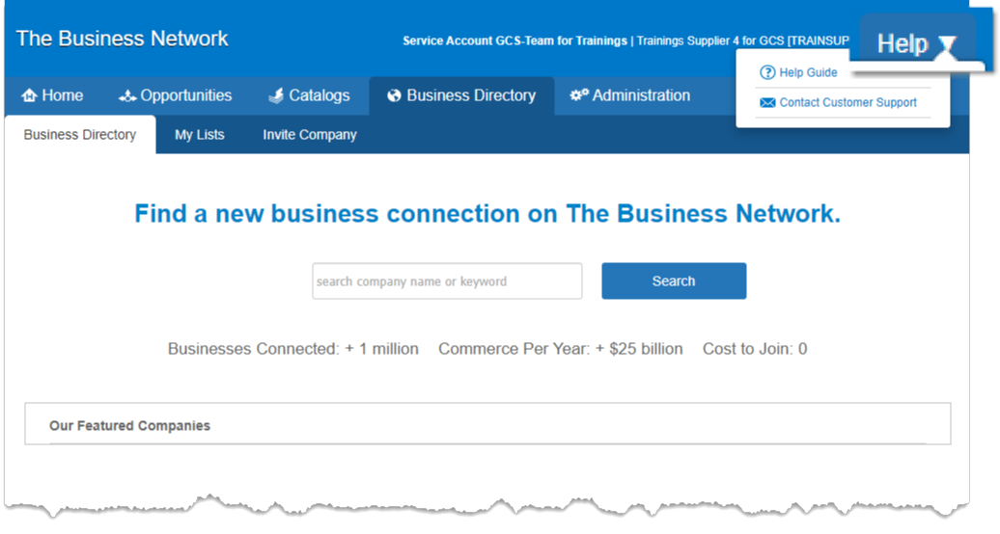 The Business Network
Service Account GCS-Team for Trainings | Trainings Supplier 4 for GCS [TRAINSUP
Help
Help Guide
Contact Customer Support
Home Opportunities Catalogs Business Directory Administration
Business Directory My Lists Invite Company
Find a new business connection on The Business Network.
search company name or keyword Search
Businesses Connected: + 1 million Commerce Per Year: + $25 billion Cost to Join: 0
Our Featured Companies